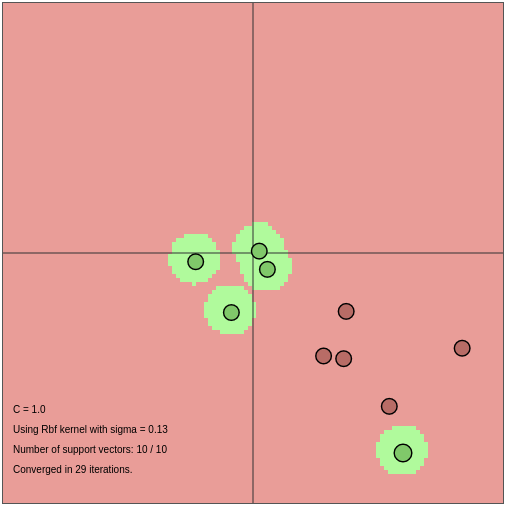 C = 1.0
Using Rbf kernel with sigma = 0.13
Number of support vectors: 10 / 10
Converged in 29 iterations.